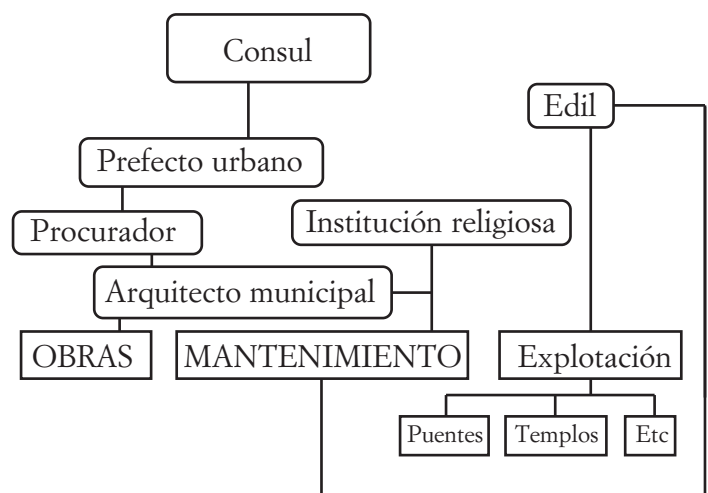 Consul
Edil
Prefecto urbano
Procurador
Institución religiosa
Arquitecto municipal
OBRAS
MANTENIMIENTO
Explotación
Puentes
Templos
Etc